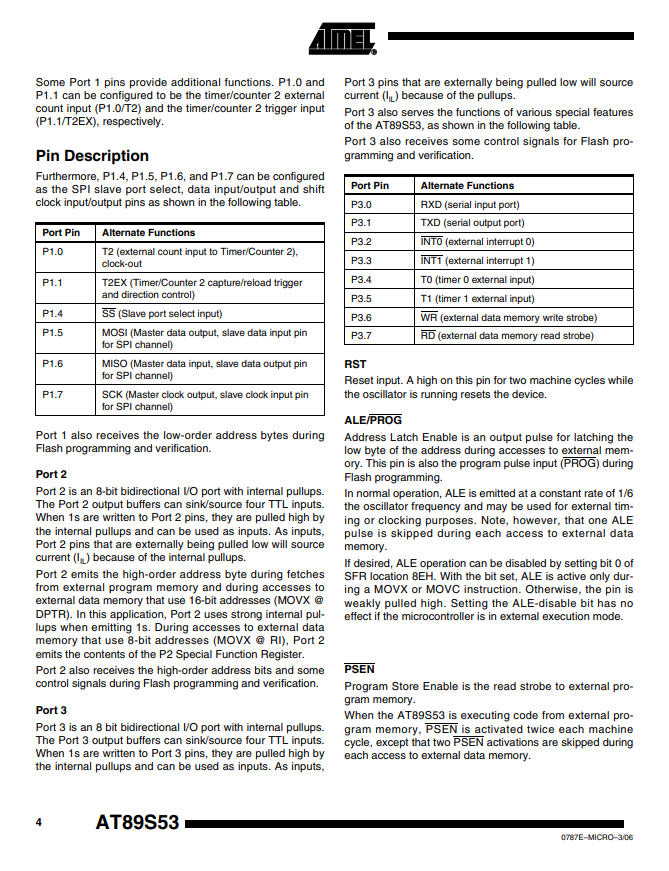 ATMEL
Some Port 1 pins provide additional functions. P1.0 and
P1.1 can be configured to be the timer/counter 2 external
count input (P1.0/T2) and the timer/counter 2 trigger input
(P1.1/T2EX), respectively.
Pin Description
Furthermore, P1.4, P1.5, P1.6, and P1.7 can be configured
as the SPI slave port select, data input/output and shift
clock input/output pins as shown in the following table.
Port Pin Alternate Functions
P1.0 T2 (external count input to Timer/Counter 2),
clock-out
P1.1 T2EX (Timer/Counter 2 capture/reload trigger
and direction control)
P1.4 SS (Slave port select input)
P1.5 MOSI (Master data output, slave data input pin
for SPI channel)
P1.6 MISO (Master data input, slave data output pin
for SPI channel)
P1.7 SCK (Master clock output, slave clock input pin
for SPI channel)
Port 1 also receives the low-order address bytes during
Flash programming and verification.
Port 2
Port 2 is an 8-bit bidirectional I/O port with internal pullups.
The Port 2 output buffers can sink/source four TTL inputs.
When 1s are written to Port 2 pins, they are pulled high by
the internal pullups and can be used as inputs. As inputs,
Port 2 pins that are externally being pulled low will source
current (IIL) because of the internal pullups.
Port 2 emits the high-order address byte during fetches
from external program memory and during accesses to
external data memory that use 16-bit addresses (MOVX @
DPTR). In this application, Port 2 uses strong internal pul-
lups when emitting 1s. During accesses to external data
memory that use 8-bit addresses (MOVX @ RI), Port 2
emits the contents of the P2 Special Function Register.
Port 2 also receives the high-order address bits and some
control signals during Flash programming and verification.
Port 3
Port 3 is an 8 bit bidirectional I/O port with internal pullups.
The Port 3 output buffers can sink/source four TTL inputs.
When 1s are written to Port 3 pins, they are pulled high by
the internal pullups and can be used as inputs. As inputs,
Port 3 pins that are externally being pulled low will source
current (IIL) because of the pullups.
Port 3 also serves the functions of various special features
of the AT89S53, as shown in the following table.
Port 3 also receives some control signals for Flash pro-
gramming and verification.
Port Pin Alternate Functions
P3.0 RXD (serial input port)
P3.1 TXD (serial output port)
P3.2 INT0 (external interrupt 0)
P3.3 INT1 (external interrupt 1)
P3.4 T0 (timer 0 external input)
P3.5 T1 (timer 1 external input)
P3.6 WR (external data memory write strobe)
P3.7 RD (external data memory read strobe)
RST
Reset input. A high on this pin for two machine cycles while
the oscillator is running resets the device.
ALE/PROG
Address Latch Enable is an output pulse for latching the
low byte of the address during accesses to external mem-
ory. This pin is also the program pulse input (PROG) during
Flash programming.
In normal operation, ALE is emitted at a constant rate of 1/6
the oscillator frequency and may be used for external tim-
ing or clocking purposes. Note, however, that one ALE
pulse is skipped during each access to external data
memory.
If desired, ALE operation can be disabled by setting bit 0 of
SFR location 8EH. With the bit set, ALE is active only dur-
ing a MOVX or MOVC instruction. Otherwise, the pin is
weakly pulled high. Setting the ALE-disable bit has no
effect if the microcontroller is in external execution mode.
PSEN
Program Store Enable is the read strobe to external pro-
gram memory.
When the AT89S53 is executing code from external pro-
gram memory, PSEN is activated twice each machine
cycle, except that two PSEN activations are skipped during
each access to external data memory.
4 AT89S53
0787E–MICRO–3/06